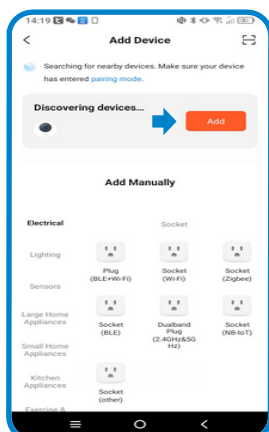 14:19
Add Device
Searching for nearby devices. Make sure your device
has entered pairing mode.
Discovering devices...
Add
Add Manually
Electrical
Socket
Lighting
Plug
(BLE+Wi-Fi)
Socket
(Wi-Fi)
Socket
(Zigbee)
Sensors
Large Home
Appliances
Socket
(BLE)
Dualband
Plug
(2.4GHz&5G
Hz)
Socket
(NB-IoT)
Small Home
Appliances
Kitchen
Appliances
Socket
(other)
Exercise &